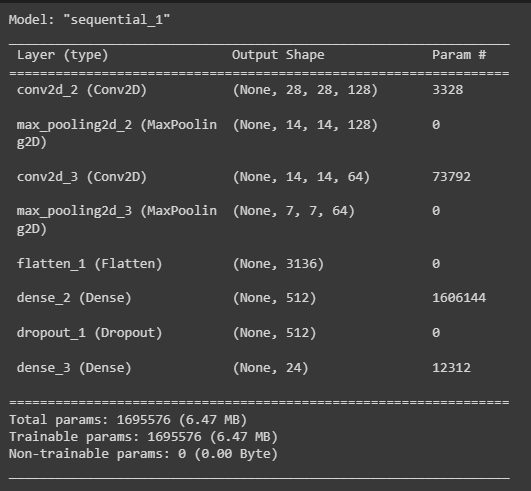 Model: "sequential_1"
_________________________________________________________________
Layer (type) Output Shape Param #
=================================================================
conv2d_2 (Conv2D) (None, 28, 28, 128) 3328
max_pooling2d_2 (MaxPoolin (None, 14, 14, 128) 0
g2D)
conv2d_3 (Conv2D) (None, 14, 14, 64) 73792
max_pooling2d_3 (MaxPoolin (None, 7, 7, 64) 0
g2D)
flatten_1 (Flatten) (None, 3136) 0
dense_2 (Dense) (None, 512) 1606144
dropout_1 (Dropout) (None, 512) 0
dense_3 (Dense) (None, 24) 12312
=================================================================
Total params: 1695576 (6.47 MB)
Trainable params: 1695576 (6.47 MB)
Non-trainable params: 0 (0.00 Byte)
_________________________________________________________________